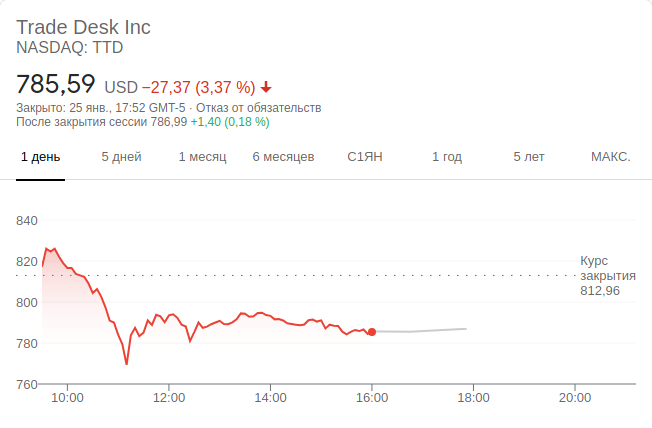 Trade Desk Inc
NASDAQ: TTD
785,59 USD −27,37 (3,37 %)
Закрыто: 25 янв., 17:52 GMT-5 · Отказ от обязательств
После закрытия сессии 786,99 +1,40 (0,18 %)
1 день 5 дней 1 месяц 6 месяцев С1ЯН 1 год 5 лет МАКС.
840
820
800
780
760
Курс
закрытия
812,96
10:00 12:00 14:00 16:00 18:00 20:00